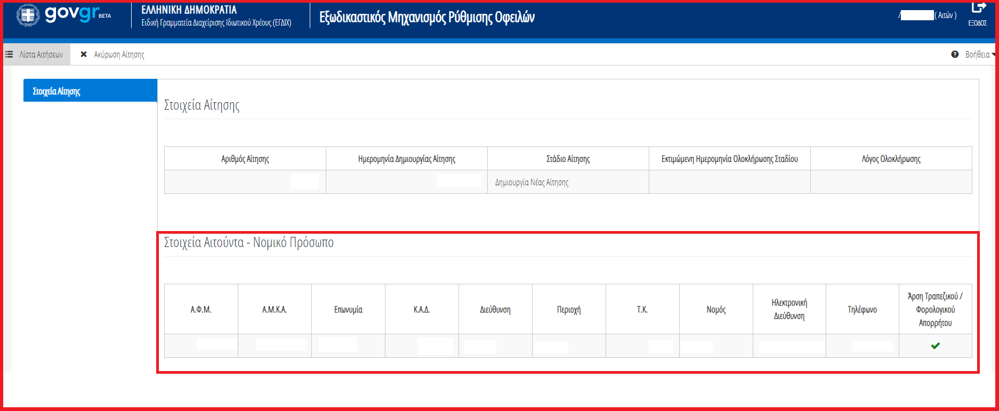 govgr BETA
ΕΛΛΗΝΙΚΗ ΔΗΜΟΚΡΑΤΙΑ
Ειδική Γραμματεία Διαχείρισης Ιδιωτικού Χρέους (ΕΓΔΙΧ)
Εξωδικαστικός Μηχανισμός Ρύθμισης Οφειλών
/ ( Αιτών )
ΕΞΟΔΟΣ
Λίστα Αιτήσεων
Ακύρωση Αίτησης
Βοήθεια
Στοιχεία Αίτησης
Στοιχεία Αίτησης
Αριθμός Αίτησης
Ημερομηνία Δημιουργίας Αίτησης
Στάδιο Αίτησης
Εκτιμώμενη Ημερομηνία Ολοκλήρωσης Σταδίου
Λόγος Ολοκλήρωσης
Δημιουργία Νέας Αίτησης
Στοιχεία Αιτούντα - Νομικό Πρόσωπο
Α.Φ.Μ.
Α.Μ.Κ.Α.
Επωνυμία
Κ.Α.Δ.
Διεύθυνση
Περιοχή
Τ.Κ.
Νομός
Ηλεκτρονική
Διεύθυνση
Τηλέφωνο
Άρση Τραπεζικού /
Φορολογικού
Απορρήτου